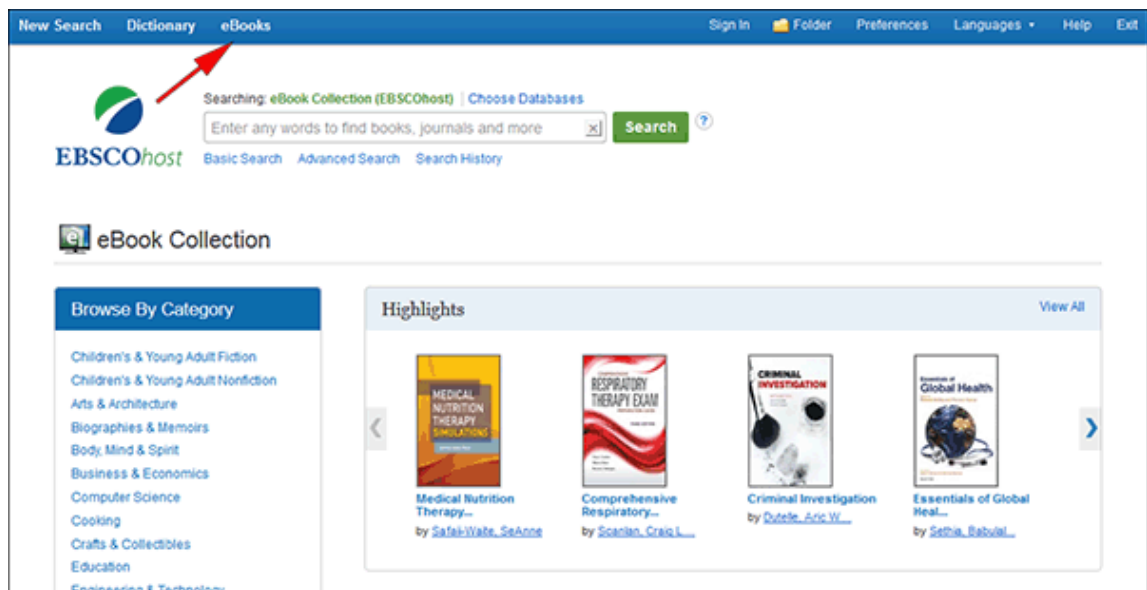 New Search Dictionary eBooks Sign In Folder Preferences Languages Help Exit
Searching: eBook Collection (EBSCOhost) | Choose Databases
Enter any words to find books, journals and more x Search ?
EBSCOhost
Basic Search Advanced Search Search History
eBook Collection
Browse By Category
Children's & Young Adult Fiction
Children's & Young Adult Nonfiction
Arts & Architecture
Biographies & Memoirs
Body, Mind & Spirit
Business & Economics
Computer Science
Cooking
Crafts & Collectibles
Education
Engineering & Technology
Highlights View All
MEDICAL
NUTRITION
THERAPY
SIMULATIONS
RESPIRATORY
THERAPY EXAM
CRIMINAL
INVESTIGATION
Essentials of
Global Health
Medical Nutrition
Therapy...
by Safaii-Waite, SeAnne
Comprehensive
Respiratory...
by Scanlan, Craig L....
Criminal Investigation
by Dutelle, Aric W....
Essentials of Global
Heal...
by Sethia, Babulal...